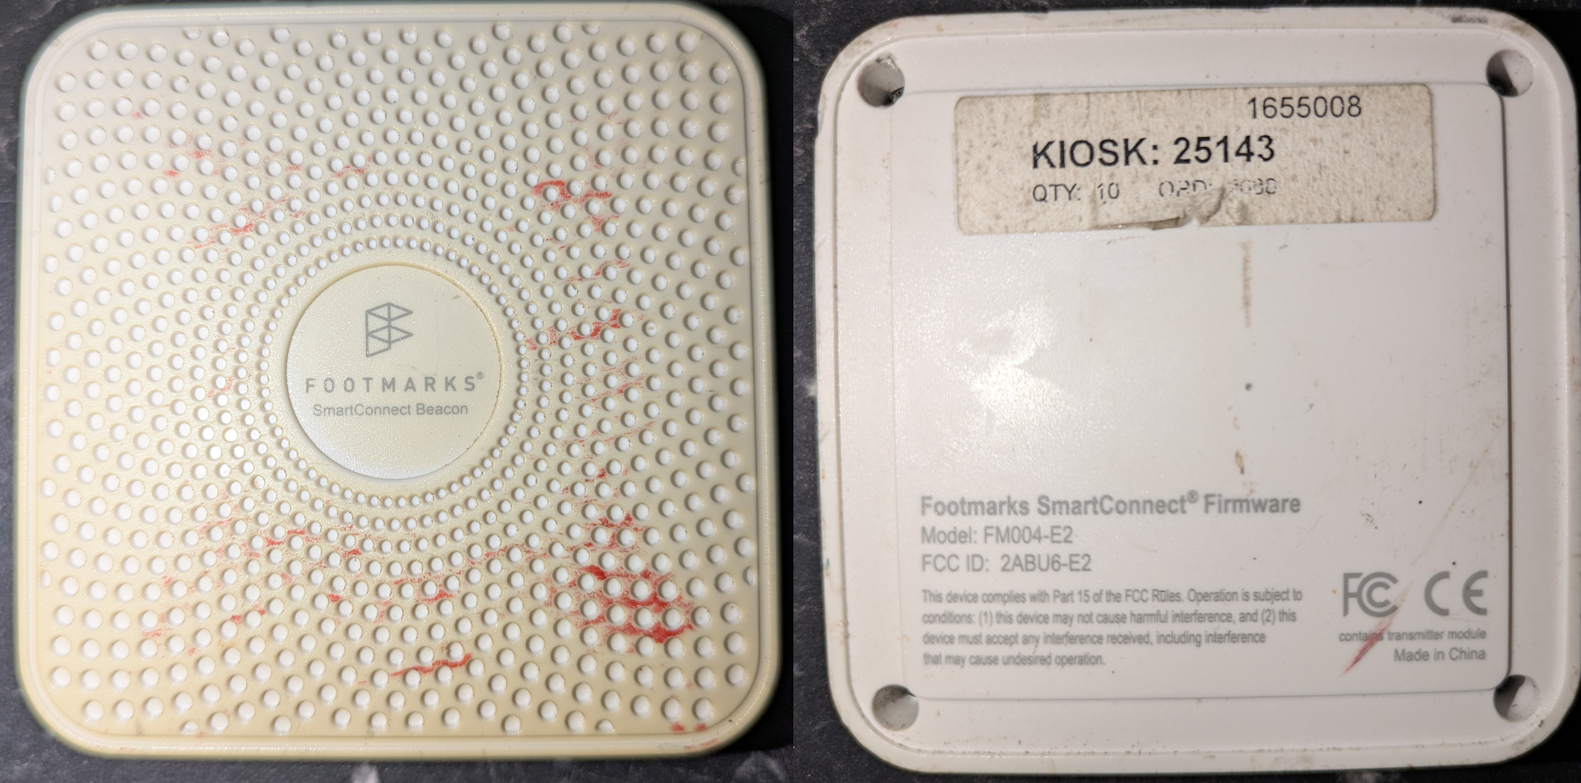 FOOTMARKS®
SmartConnect Beacon
1655008
KIOSK: 25143
QTY: 10
Footmarks SmartConnect® Firmware
Model: FM004-E2
FCC ID: 2ABU6-E2
This device complies with Part 15 of the FCC Rules. Operation is subject to
conditions: (1) this device may not cause harmful interference, and (2) this
device must accept any interference received, including interference
that may cause undesired operation.
FC CE
contains transmitter module
Made in China